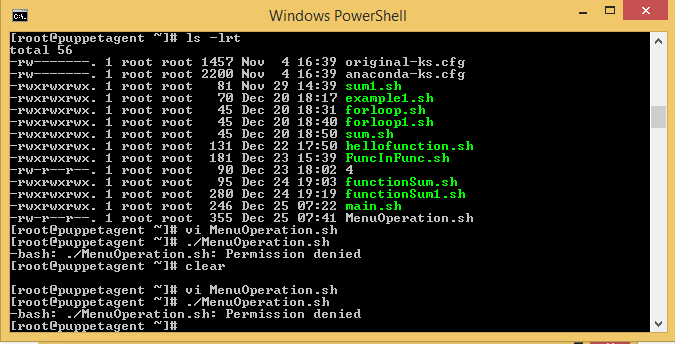 Windows PowerShell
[root@puppetagent ~]# ls -lrt
total 56
-rw-------. 1 root root 1457 Nov  4 16:39 original-ks.cfg
-rw-------. 1 root root 2200 Nov  4 16:39 anaconda-ks.cfg
-rwxrwxrwx. 1 root root   81 Nov 29 14:39 sum1.sh
-rwxrwxrwx. 1 root root   70 Dec 20 18:17 example1.sh
-rwxrwxrwx. 1 root root   45 Dec 20 18:31 forloop.sh
-rwxrwxrwx. 1 root root   45 Dec 20 18:40 forloop1.sh
-rwxrwxrwx. 1 root root   45 Dec 20 18:50 sum.sh
-rwxrwxrwx. 1 root root  131 Dec 22 17:50 hellofunction.sh
-rwxrwxrwx. 1 root root  181 Dec 23 15:39 FuncInFunc.sh
-rw-r--r--. 1 root root   90 Dec 23 18:02 4
-rwxrwxrwx. 1 root root   95 Dec 24 19:03 functionSum.sh
-rwxrwxrwx. 1 root root  280 Dec 24 19:19 functionSum1.sh
-rwxrwxrwx. 1 root root  246 Dec 25 07:22 main.sh
-rw-r--r--. 1 root root  355 Dec 25 07:41 MenuOperation.sh
[root@puppetagent ~]# vi MenuOperation.sh
[root@puppetagent ~]# ./MenuOperation.sh
-bash: ./MenuOperation.sh: Permission denied
[root@puppetagent ~]# clear
[root@puppetagent ~]# vi MenuOperation.sh
[root@puppetagent ~]# ./MenuOperation.sh
-bash: ./MenuOperation.sh: Permission denied
[root@puppetagent ~]#